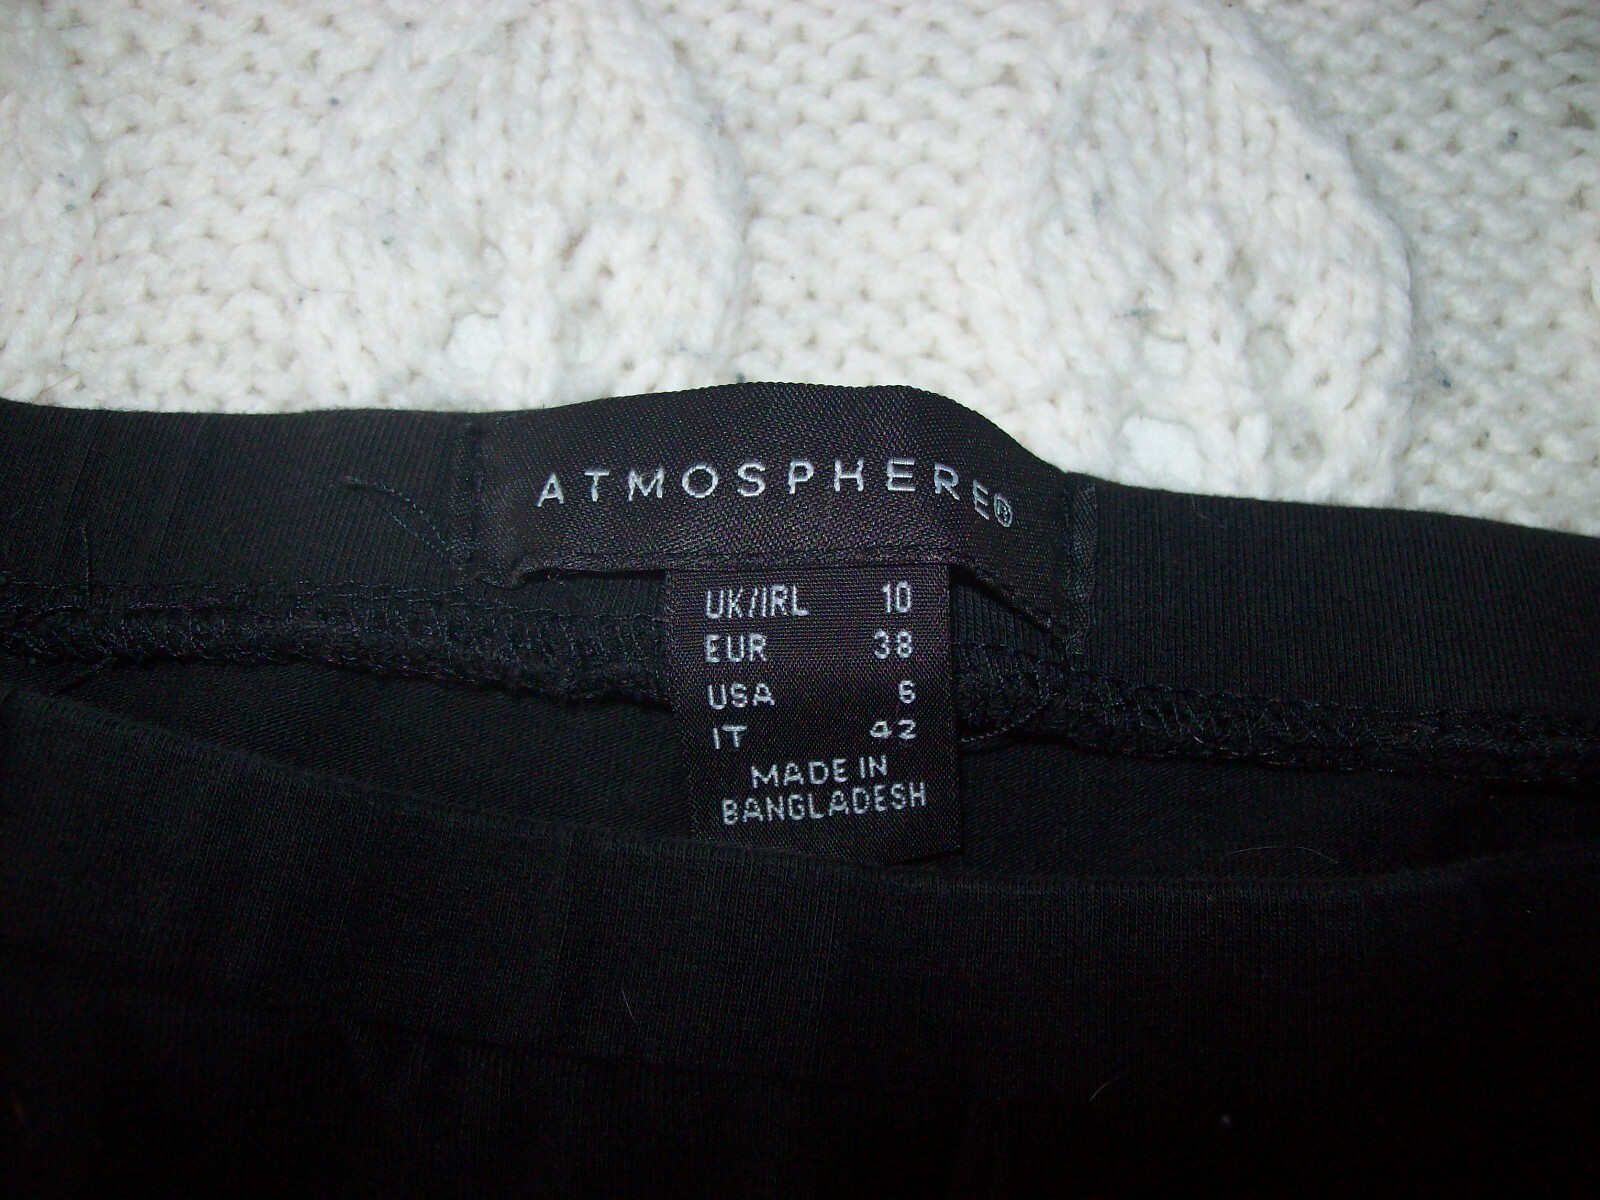 ATMOSPHERE®
UK/IRL 10
EUR 38
USA 6
IT 42
MADE IN
BANGLADESH